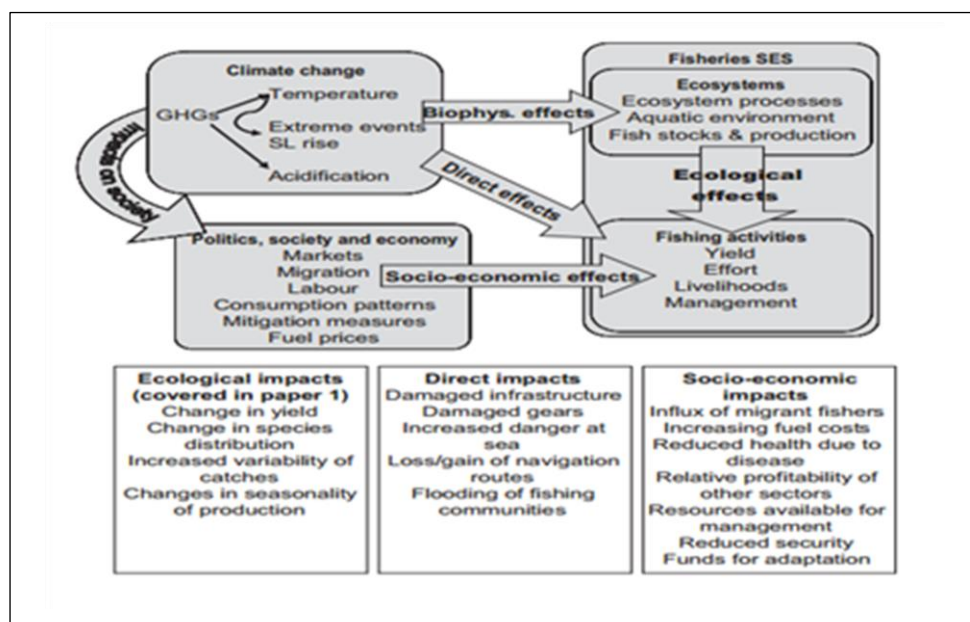 Climate change
GHGs
Temperature
Extreme events
SL rise
Acidification
Impacts on society
Biophys. effects
Direct effects
Fisheries SES
Ecosystems
Ecosystem processes
Aquatic environment
Fish stocks & production
Ecological
effects
Politics, society and economy
Markets
Migration
Labour
Consumption patterns
Mitigation measures
Fuel prices
Socio-economic effects
Fishing activities
Yield
Effort
Livelihoods
Management
Ecological impacts
(covered in paper 1)
Change in yield
Change in species
distribution
Increased variability of
catches
Changes in seasonality
of production
Direct impacts
Damaged infrastructure
Damaged gears
Increased danger at
sea
Loss/gain of navigation
routes
Flooding of fishing
communities
Socio-economic
impacts
Influx of migrant fishers
Increasing fuel costs
Reduced health due to
disease
Relative profitability of
other sectors
Resources available for
management
Reduced security
Funds for adaptation